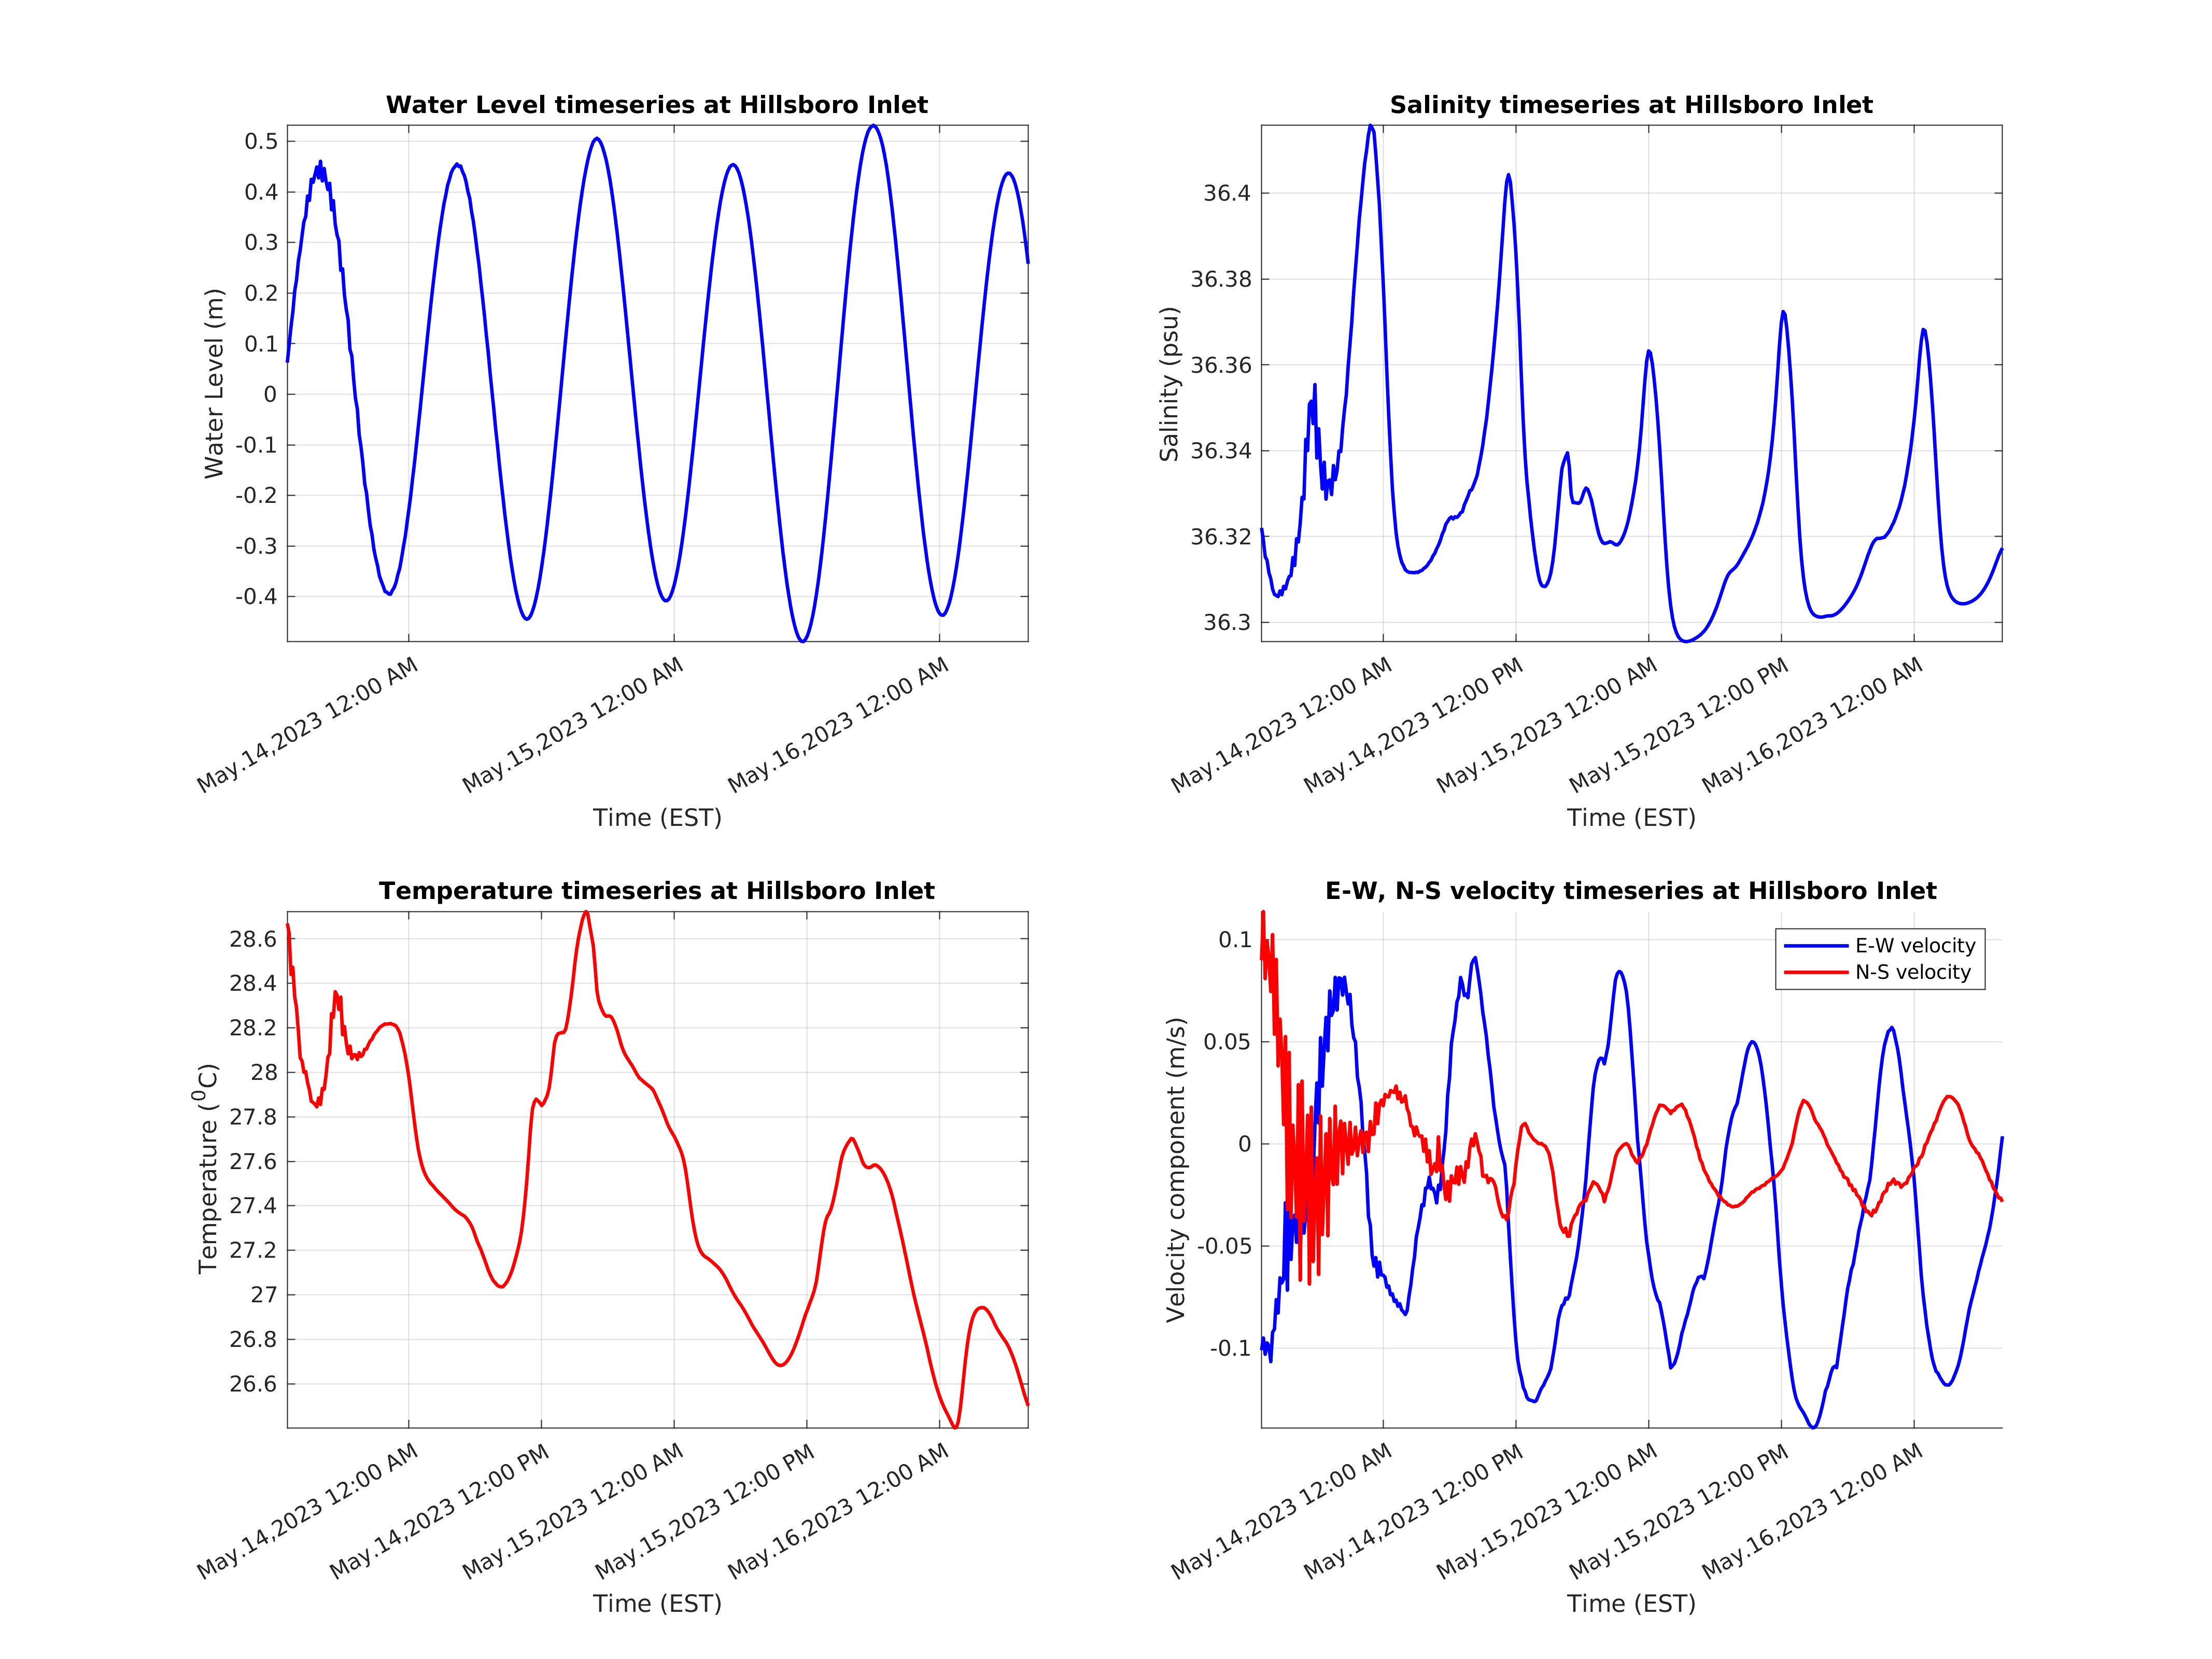 Water Level timeseries at Hillsboro Inlet
Water Level (m)
0.5
0.4
0.3
0.2
0.1
0
-0.1
-0.2
-0.3
-0.4
May.14,2023 12:00 AM
May.15,2023 12:00 AM
May.16,2023 12:00 AM
Time (EST)
Salinity timeseries at Hillsboro Inlet
Salinity (psu)
36.4
36.38
36.36
36.34
36.32
36.3
May.14,2023 12:00 AM
May.14,2023 12:00 PM
May.15,2023 12:00 AM
May.15,2023 12:00 PM
May.16,2023 12:00 AM
Time (EST)
Temperature timeseries at Hillsboro Inlet
Temperature (⁰C)
28.6
28.4
28.2
28
27.8
27.6
27.4
27.2
27
26.8
26.6
May.14,2023 12:00 AM
May.14,2023 12:00 PM
May.15,2023 12:00 AM
May.15,2023 12:00 PM
May.16,2023 12:00 AM
Time (EST)
E-W, N-S velocity timeseries at Hillsboro Inlet
Velocity component (m/s)
0.1
0.05
0
-0.05
-0.1
E-W velocity
N-S velocity
May.14,2023 12:00 AM
May.14,2023 12:00 PM
May.15,2023 12:00 AM
May.15,2023 12:00 PM
May.16,2023 12:00 AM
Time (EST)